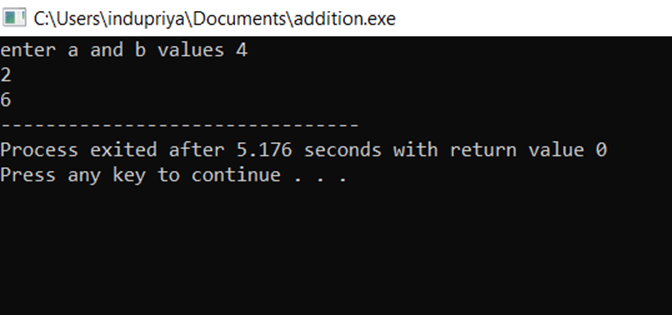 C:\Users\indupriya\Documents\addition.exe
enter a and b values 4
2
6
--------------------------------
Process exited after 5.176 seconds with return value 0
Press any key to continue . . .